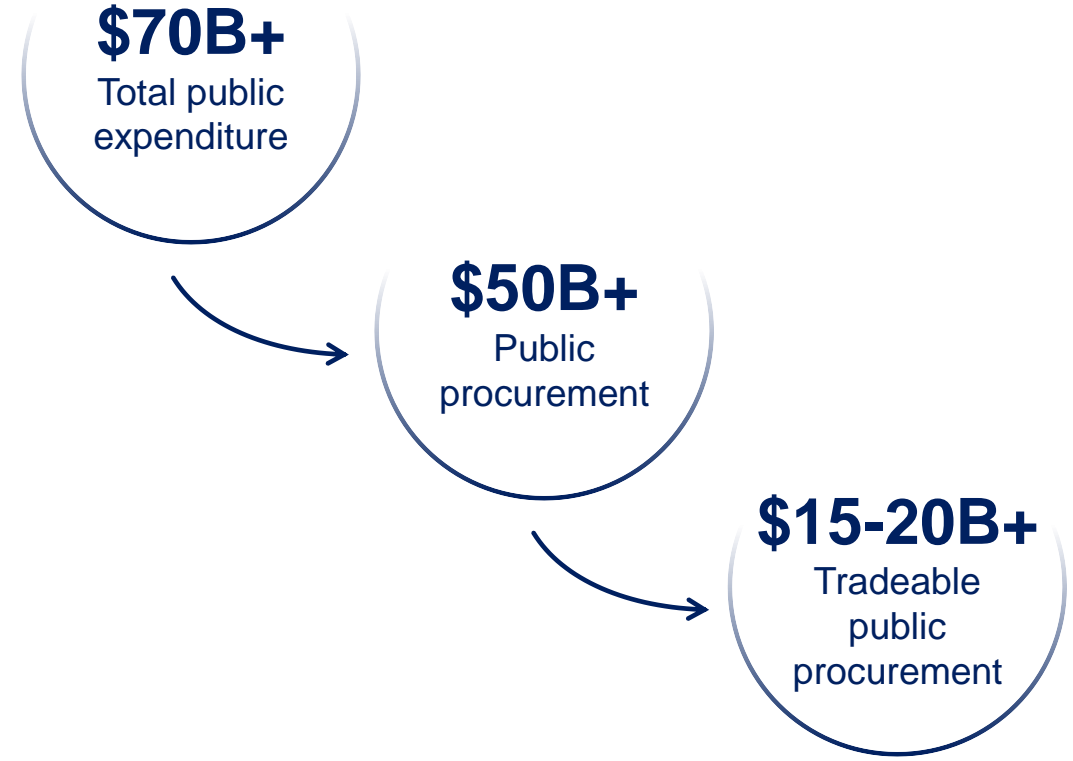 $70B+
Total public
expenditure
$50B+
Public
procurement
$15-20B+
Tradeable
public
procurement